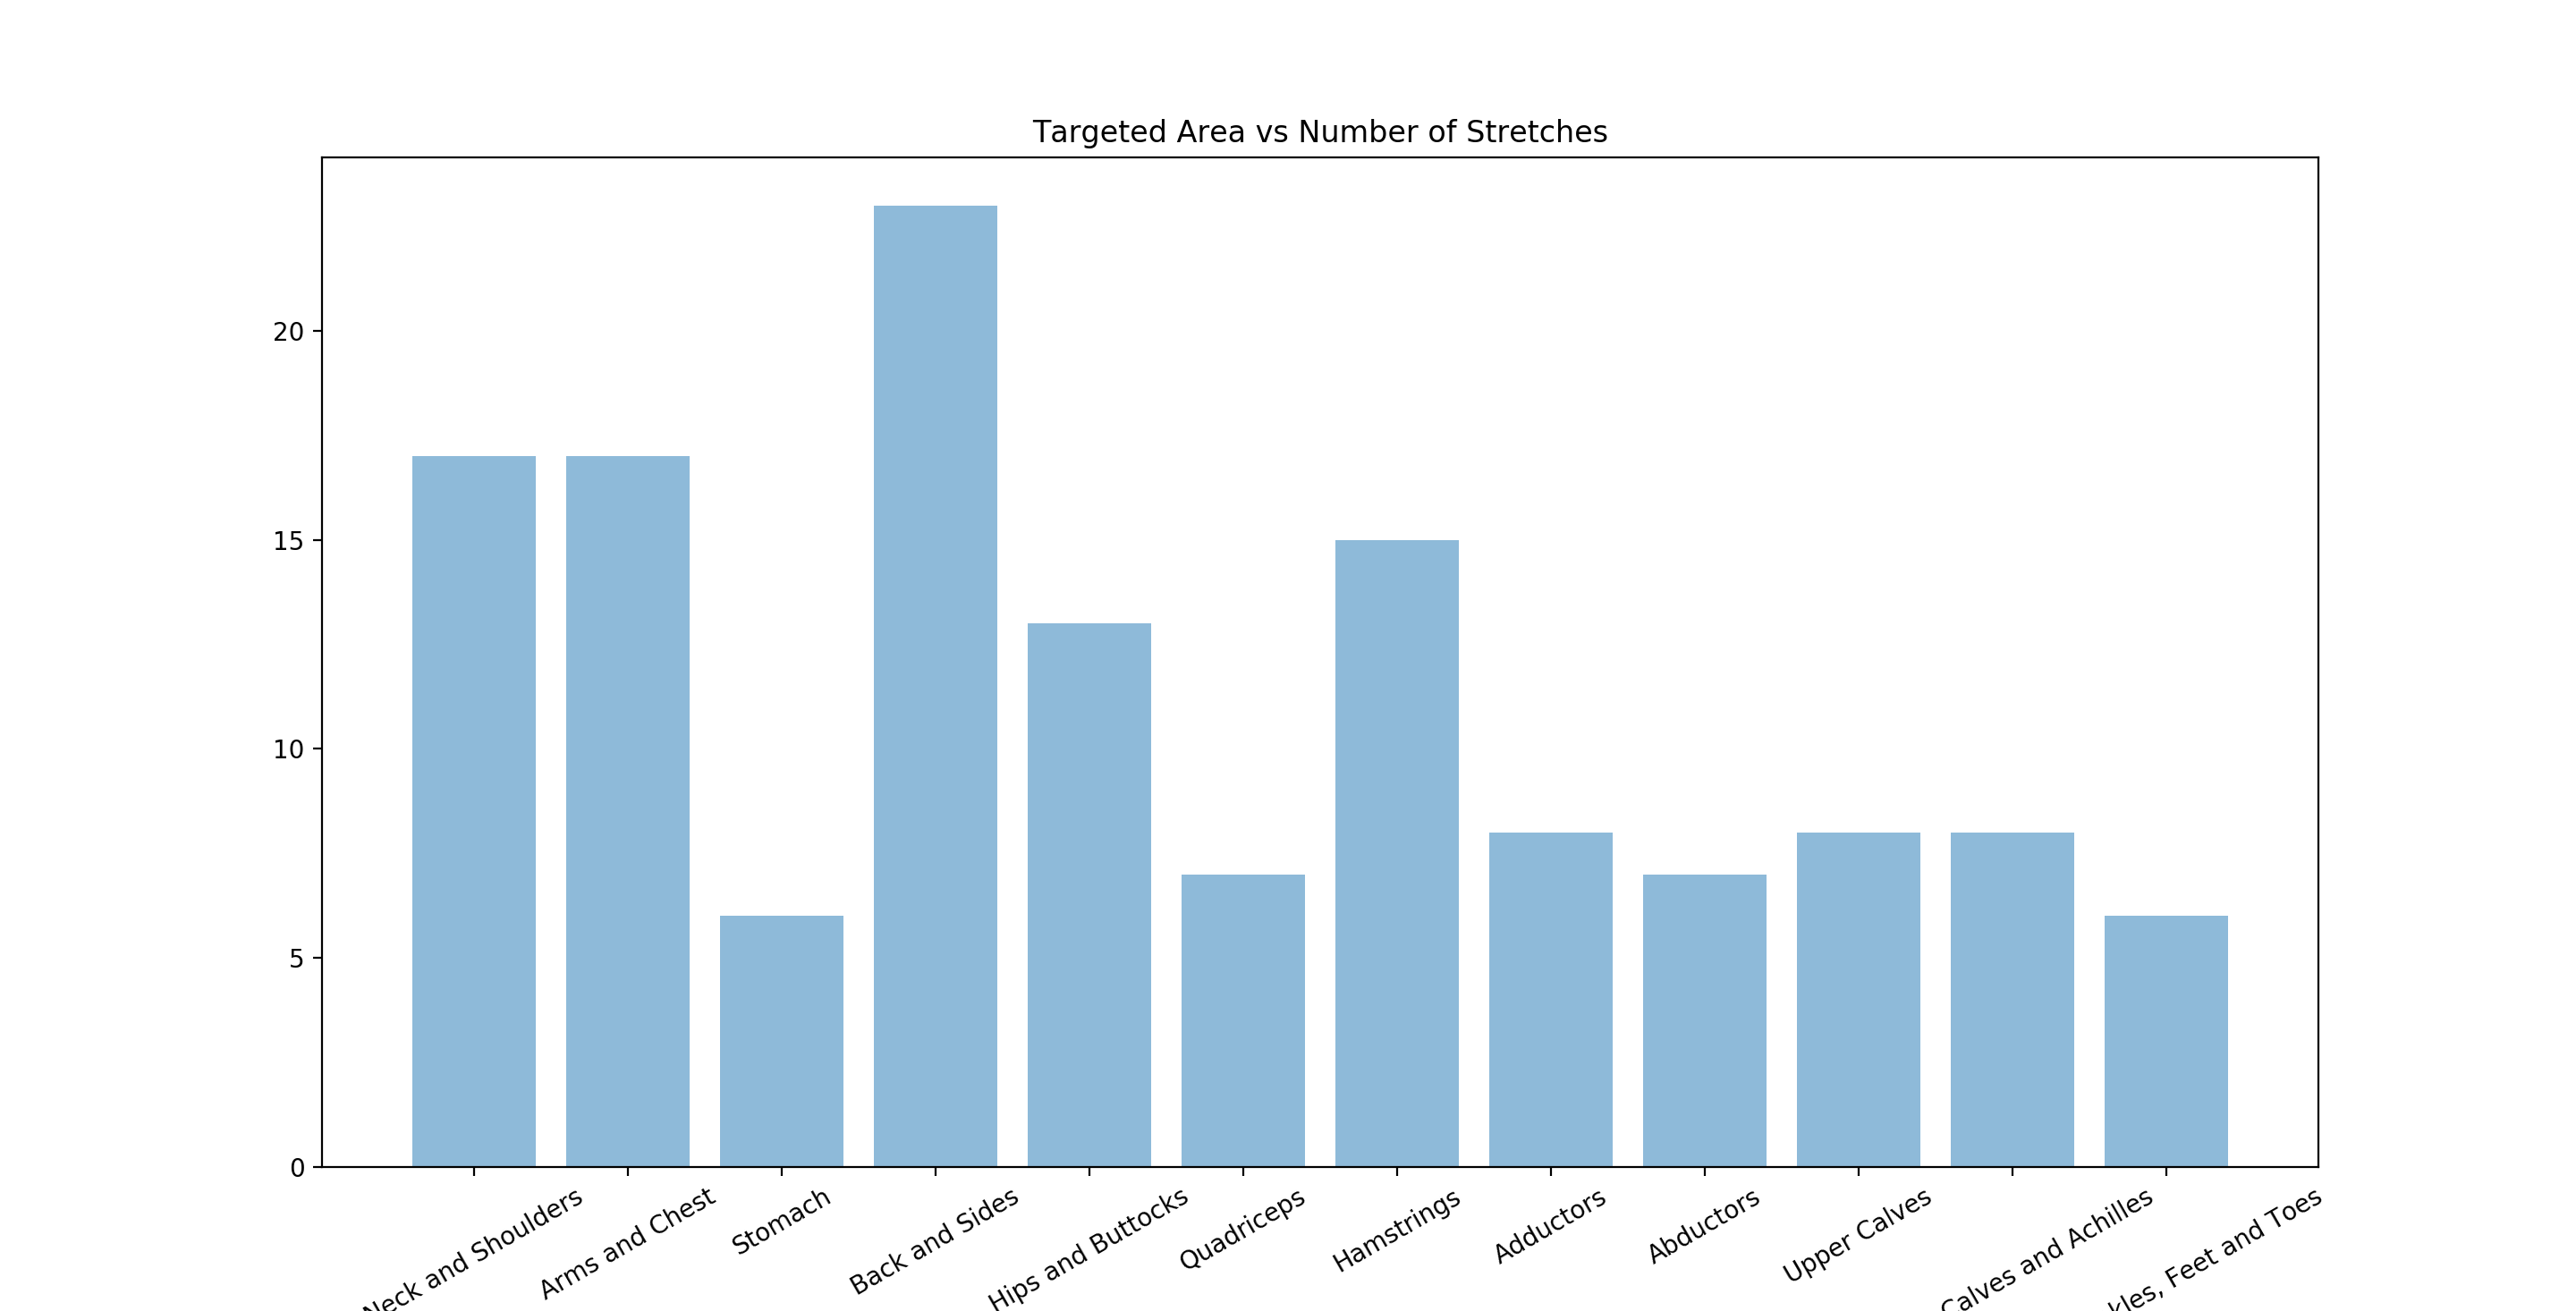 Targeted Area vs Number of Stretches
20
15
10
5
0
Neck and Shoulders
Arms and Chest
Stomach
Back and Sides
Hips and Buttocks
Quadriceps
Hamstrings
Adductors
Abductors
Upper Calves
Calves and Achilles
Feet and Toes